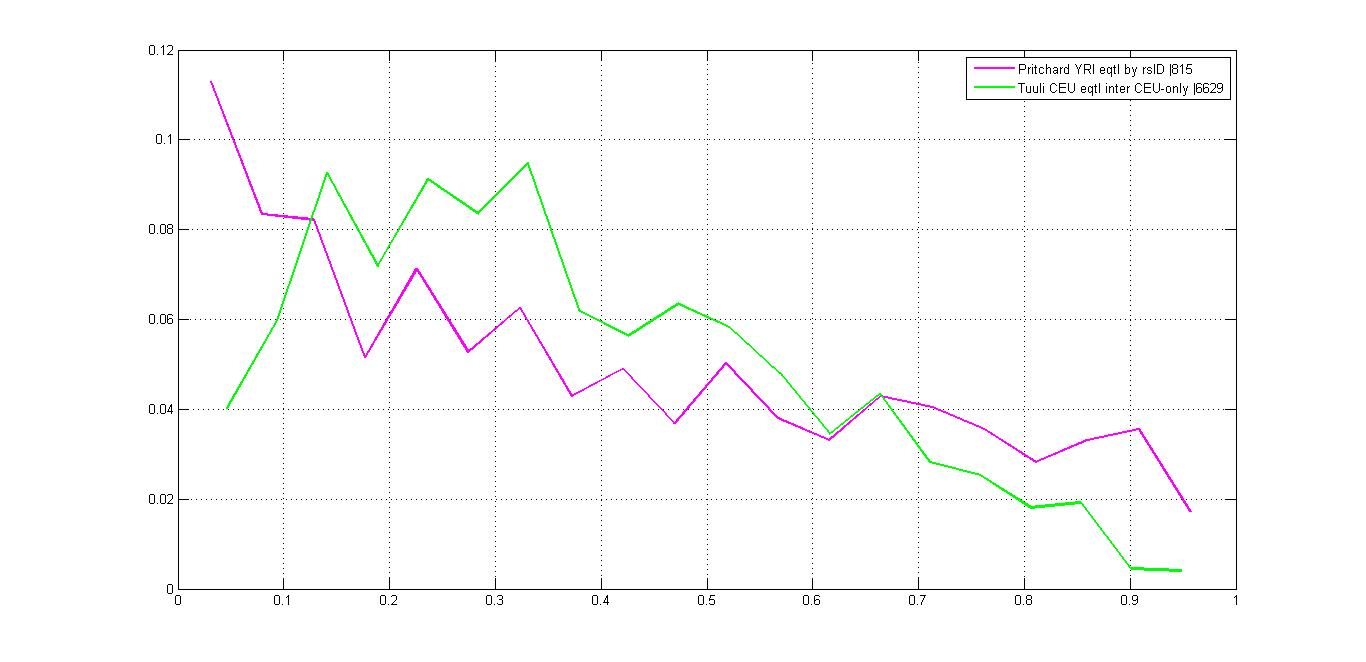 0.12
Pritchard YRI eqtl by rsID |815
Tuuli CEU eqtl inter CEU-only |6629
0.1
0.08
0.06
0.04
0.02
0
0 0.1 0.2 0.3 0.4 0.5 0.6 0.7 0.8 0.9 1